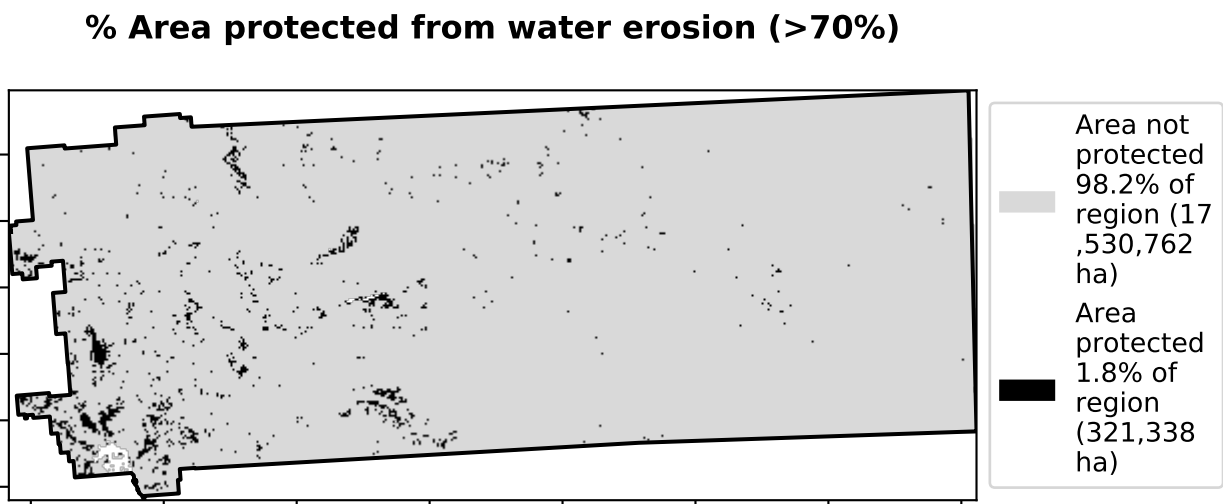 % Area protected from water erosion (>70%)
Area not
protected
98.2% of
region (17
,530,762
ha)
Area
protected
1.8% of
region
(321,338
ha)